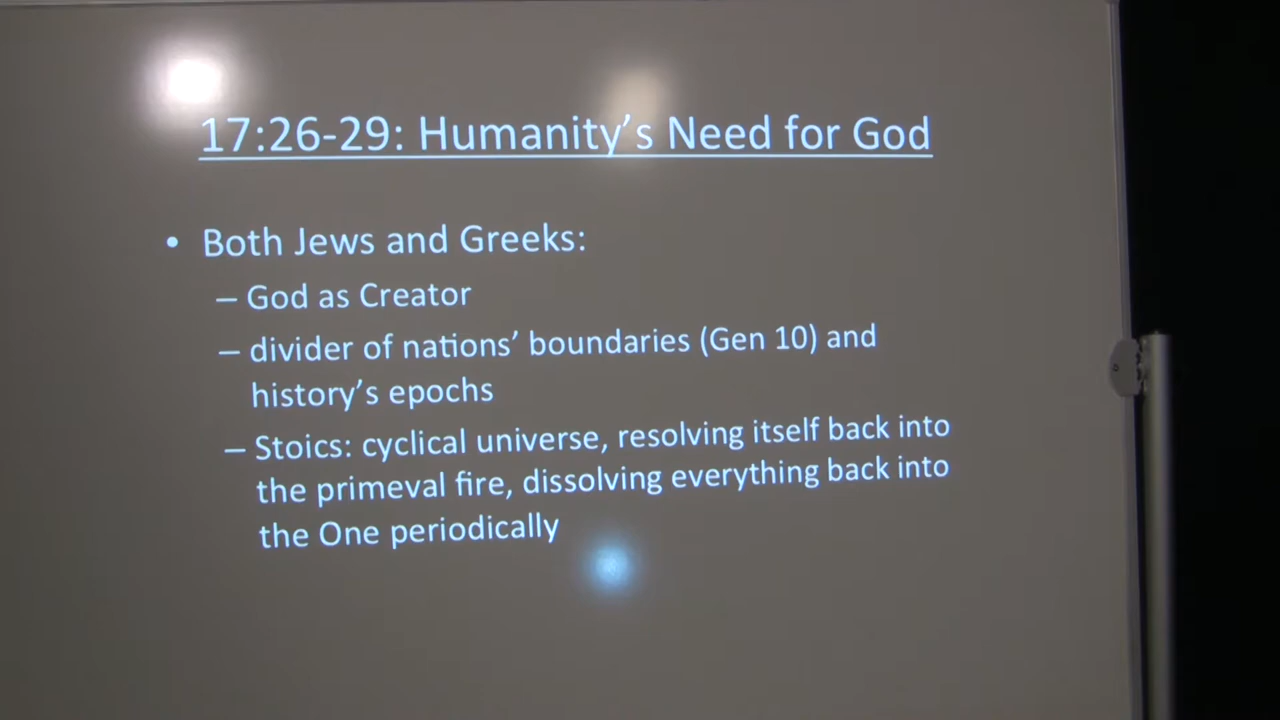 17:26-29: Humanity’s Need for God
• Both Jews and Greeks:
– God as Creator
– divider of nations’ boundaries (Gen 10) and
history’s epochs
– Stoics: cyclical universe, resolving itself back into
the primeval fire, dissolving everything back into
the One periodically